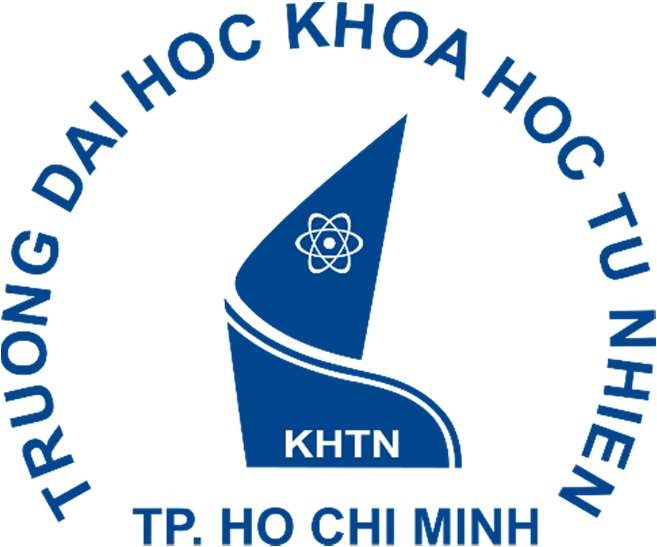 TRUONG DAI HOC KHOA HOC TU NHIEN
KHTN
TP. HO CHI MINH